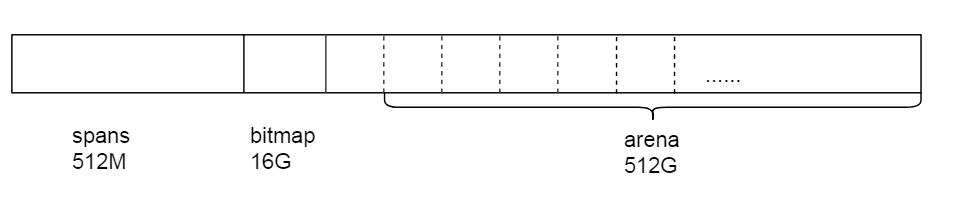 ......
spans
512M
bitmap
16G
arena
512G